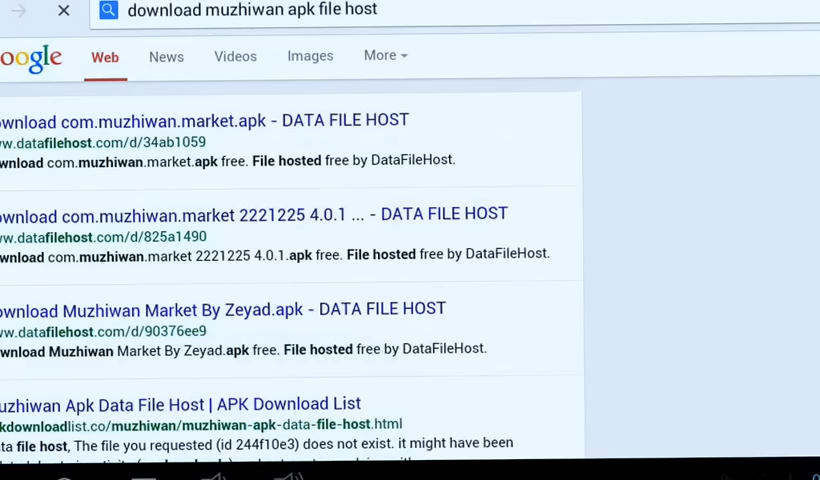 download muzhiwan apk file host
oogle Web News Videos Images More
ownload com.muzhiwan.market.apk - DATA FILE HOST
ww.datafilehost.com/d/34ab1059
wnload com.muzhiwan.market.apk free. File hosted free by DataFileHost.
ownload com.muzhiwan.market 2221225 4.0.1 ... - DATA FILE HOST
ww.datafilehost.com/d/825a1490
wnload com.muzhiwan.market 2221225 4.0.1.apk free. File hosted free by DataFileHost.
ownload Muzhiwan Market By Zeyad.apk - DATA FILE HOST
ww.datafilehost.com/d/90376ee9
wnload Muzhiwan Market By Zeyad.apk free. File hosted free by DataFileHost.
uzhiwan Apk Data File Host | APK Download List
kdownloadlist.co/muzhiwan/muzhiwan-apk-data-file-host.html
ta file host, The file you requested (id 244f10e3) does not exist. it might have been